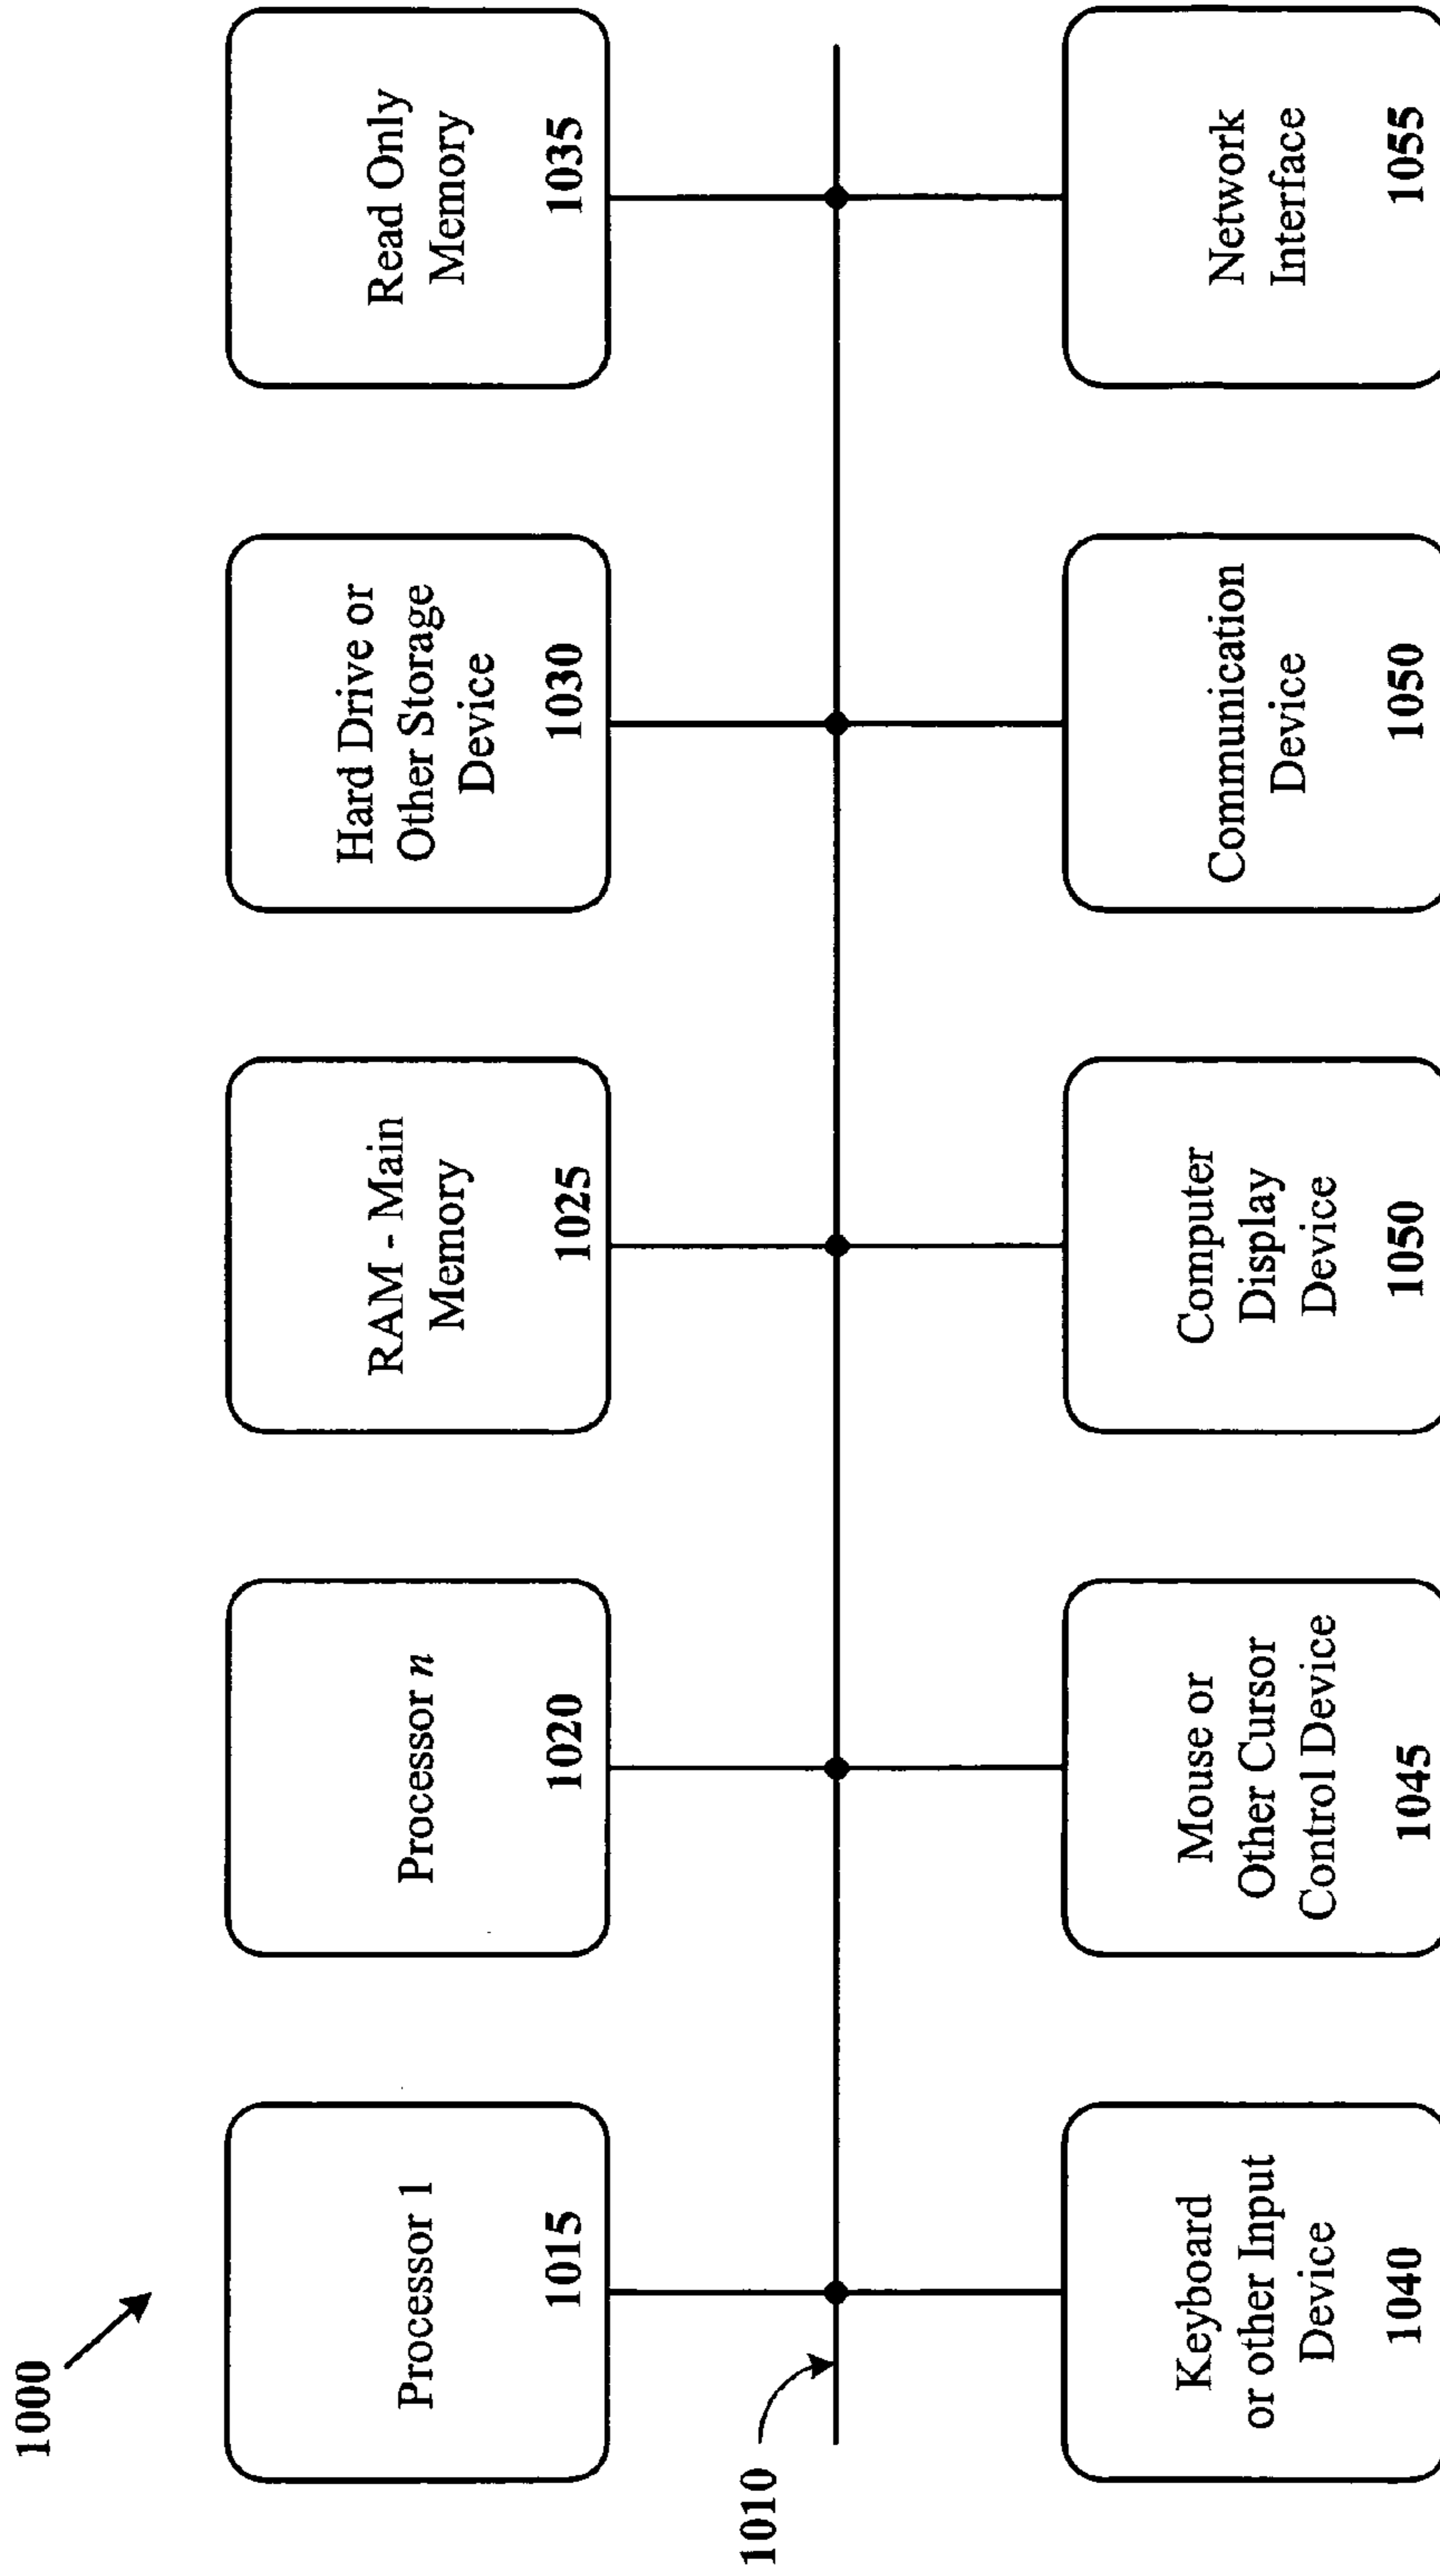 1000
Processor 1
1015
Processor n
1020
RAM - Main
Memory
1025
Hard Drive or
Other Storage
Device
1030
Read Only
Memory
1035
1010
Keyboard
or other Input
Device
1040
Mouse or
Other Cursor
Control Device
1045
Computer
Display
Device
1050
Communication
Device
1050
Network
Interface
1055